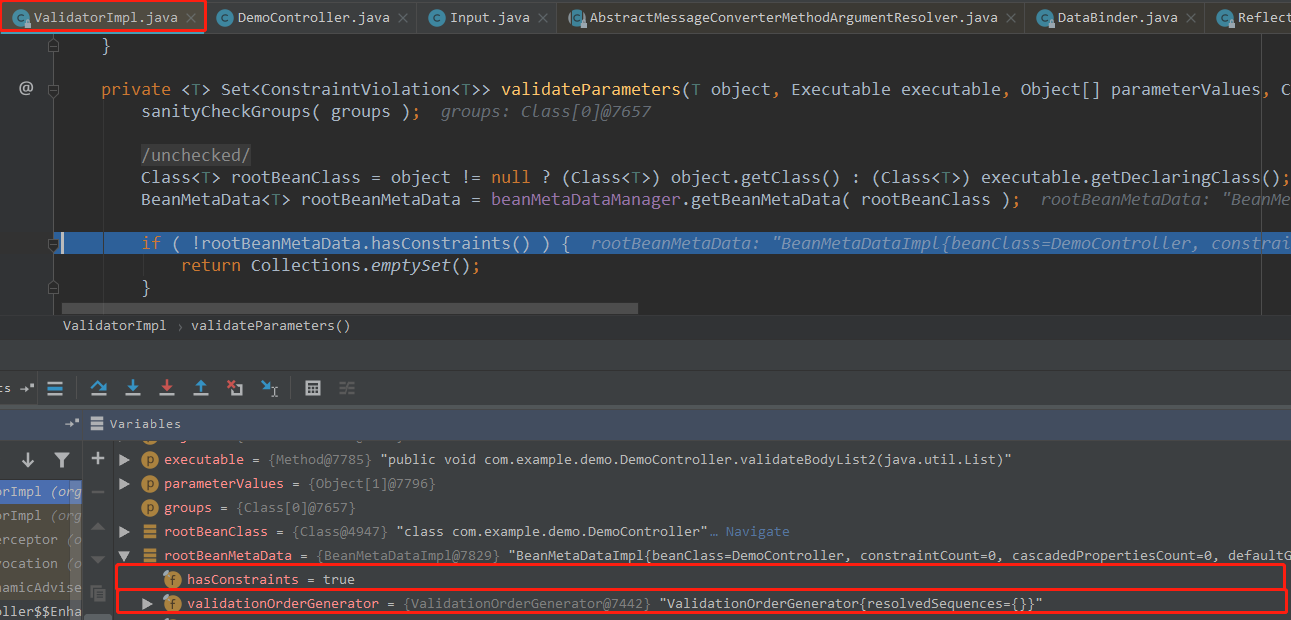 ValidatorImpl.java DemoController.java Input.java AbstractMessageConverterMethodArgumentResolver.java DataBinder.java Reflect
}
@ private <T> Set<ConstraintViolation<T>> validateParameters(T object, Executable executable, Object[] parameterValues, C
sanityCheckGroups( groups ); groups: Class[0]@7657
/unchecked/
Class<T> rootBeanClass = object != null ? (Class<T>) object.getClass() : (Class<T>) executable.getDeclaringClass();
BeanMetaData<T> rootBeanMetaData = beanMetaDataManager.getBeanMetaData( rootBeanClass ); rootBeanMetaData: "BeanMe
if ( !rootBeanMetaData.hasConstraints() ) { rootBeanMetaData: "BeanMetaDataImpl{beanClass=DemoController, constrai
return Collections.emptySet();
}
ValidatorImpl › validateParameters()
cs
Variables
executable = {Method@7785} "public void com.example.demo.DemoController.validateBodyList2(java.util.List)"
parameterValues = {Object[1]@7796}
orImpl (org groups = {Class[0]@7657}
orImpl (org rootBeanClass = {Class@4947} "class com.example.demo.DemoController"… Navigate
erceptor (o rootBeanMetaData = {BeanMetaDataImpl@7829} "BeanMetaDataImpl{beanClass=DemoController, constraintCount=0, cascadedPropertiesCount=0, defaultG
vocation (o hasConstraints = true
namicAdvise validationOrderGenerator = {ValidationOrderGenerator@7442} "ValidationOrderGenerator{resolvedSequences={}}"
oller$$Enha